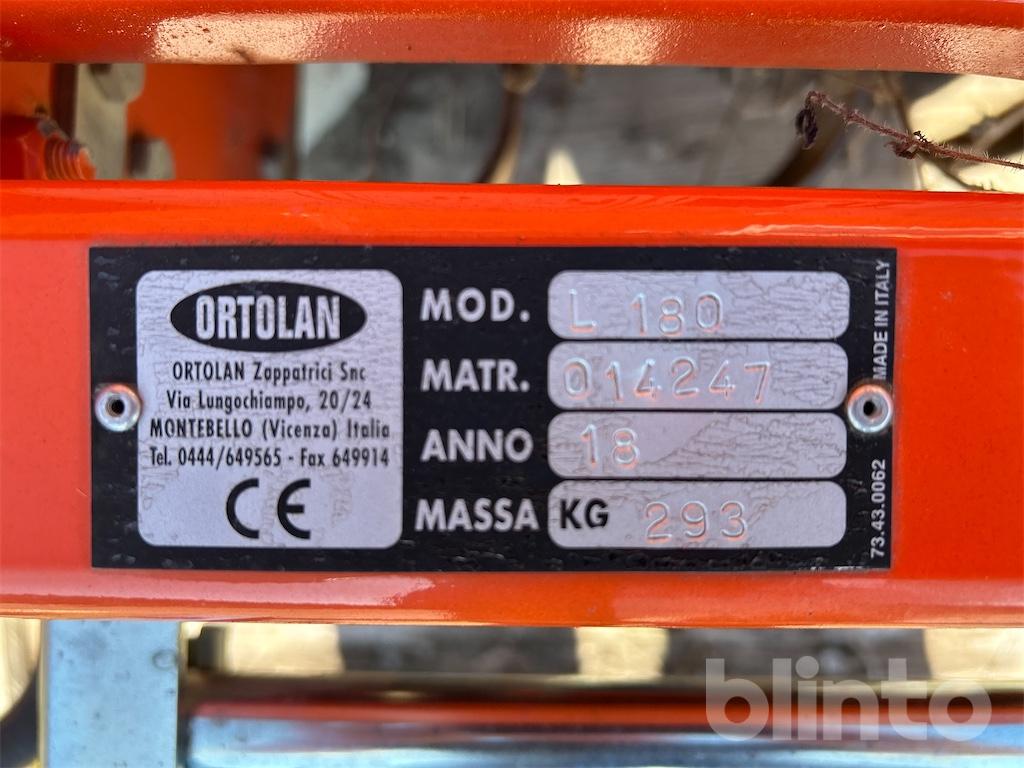 ORTOLAN
ORTOLAN Zappatrici Snc
Via Lungochiampo, 20/24
MONTEBELLO (Vicenza) Italia
Tel. 0444/649565 - Fax 649914
CE
MOD. L 180
MATR. 014247
ANNO 18
MASSA KG 293
MADE IN ITALY
73.43.0062
blinto